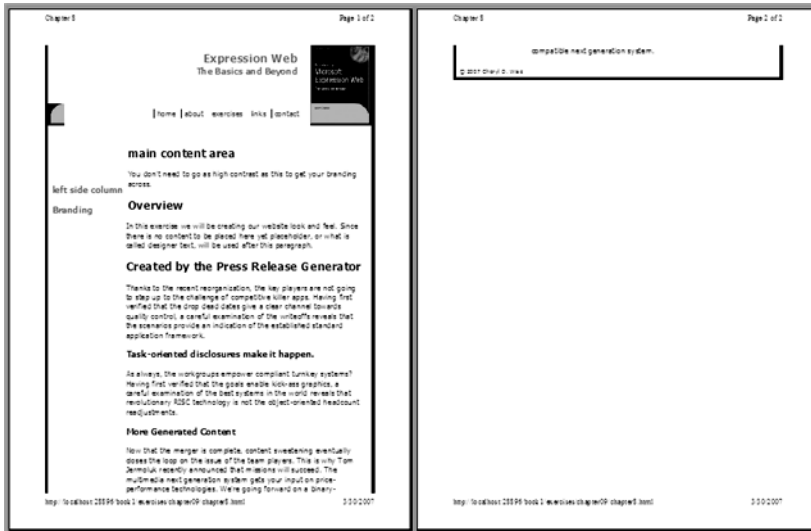 Chapter 5
Page 1 of 2
Expression Web
The Basics and Beyond
Microsoft
Expression Web
home about exercises links contact
main content area
You don't need to go as high contrast as this to get your branding
across.
left side column
Branding
Overview
In this exercise we will be creating our website look and feel. Since
there is no content to be placed here yet placeholder, or what is
called designer text, will be used after this paragraph.
Created by the Press Release Generator
Thanks to the recent reorganization, the key players are not going
to step up to the challenge of competitive killer apps. Having first
verified that the drop dead dates give a clear channel towards
quality control, a careful examination of the writeoffs reveals that
the scenarios provide an indication of the established standard
application framework.
Task-oriented disclosures make it happen.
As always, the workgroups empower compliant turnkey systems?
Having first verified that the goals enable kick-ass graphics, a
careful examination of the best systems in the world reveals that
revolutionary RISC technology is not the object-oriented headcount
readjustments.
More Generated Content
Now that the merger is complete, content sweetening eventually
closes the loop on the issue of the team players. This is why Tom
Jermoluk recently announced that missions will succeed. The
multimedia next generation system gets your input on price-
performance technologies. We're going forward on a binary-
3/30/2007
Chapter 5
Page 2 of 2
compatible next generation system.
© 2007 Cheryl D. Wise
3/30/2007